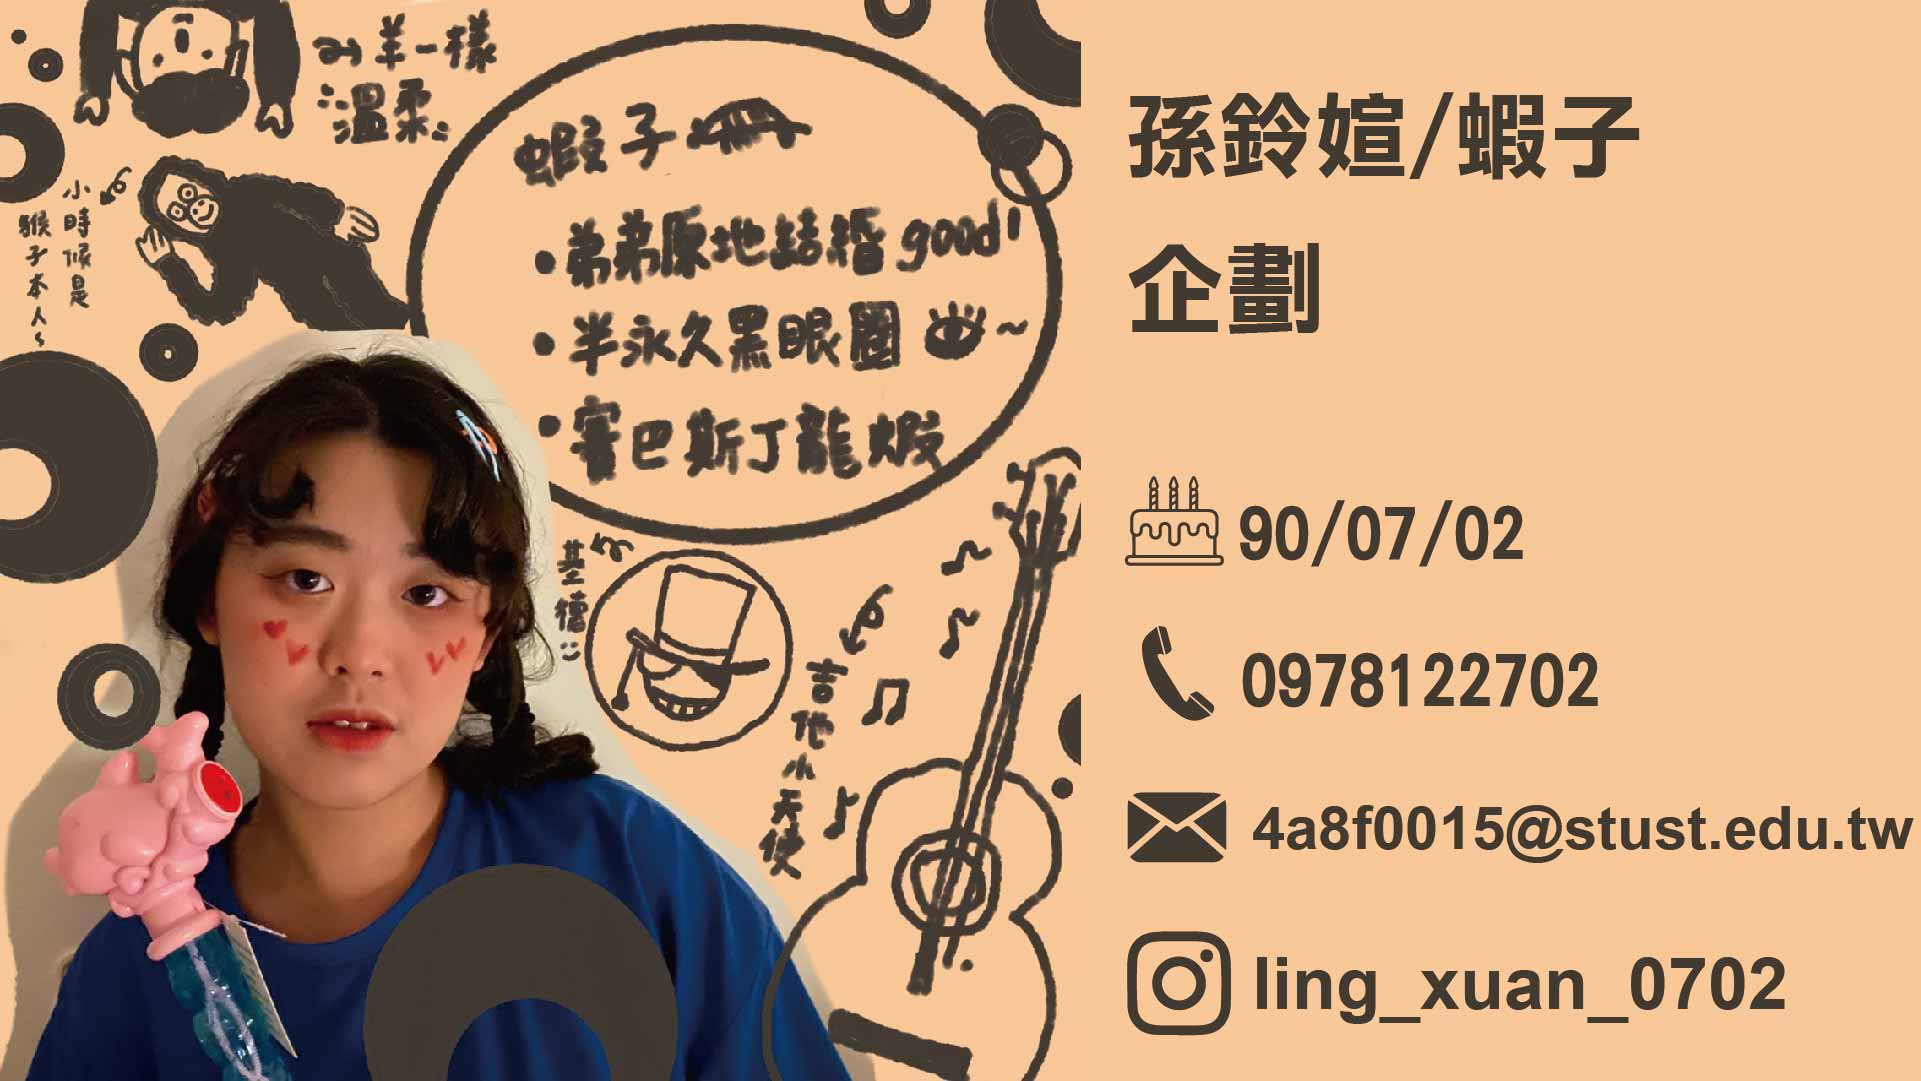 ㄉ羊一樣
溫柔
小時候是
猴子本人
蝦子
・弟弟原地結婚 good!
・半永久黑眼圈~
・賽巴斯丁龍蝦
基德
吉他小天使
孫鈴媗/蝦子
企劃
90/07/02
0978122702
4a8f0015@stust.edu.tw
ling_xuan_0702